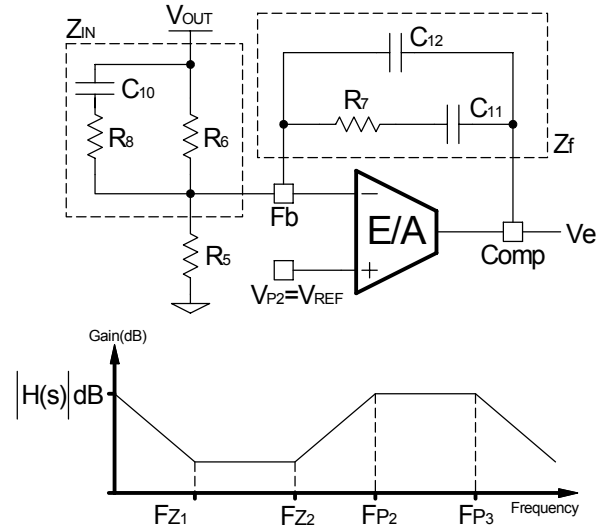 VOUT
ZIN
C12
C10
R7
C11
R8
R6
Zf
Fb
E/A
Ve
R5
Comp
VP2=VREF
Gain(dB)
|H(s)|dB
FZ1
FZ2
FP2
FP3
Frequency